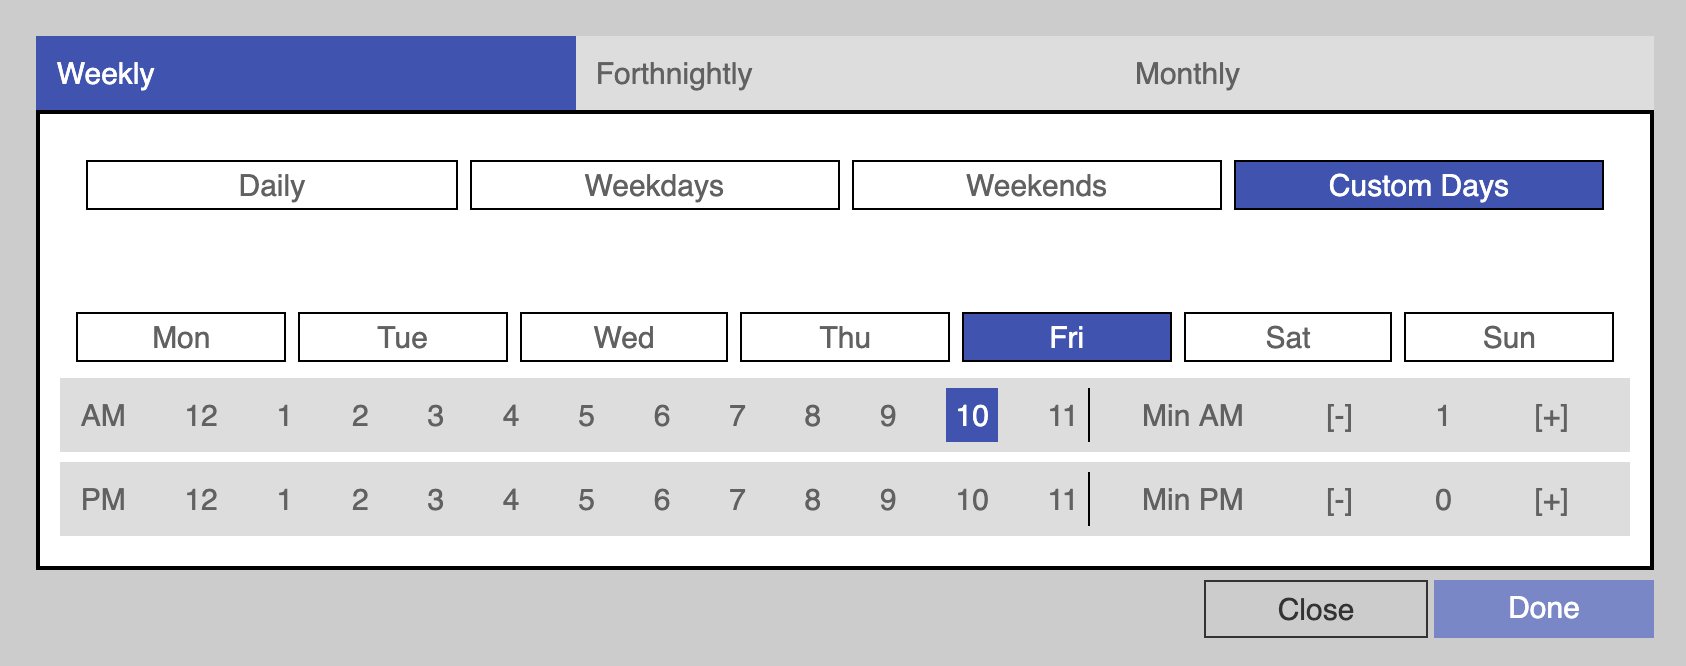 Weekly Forthnightly Monthly
Daily Weekdays Weekends Custom Days
Mon Tue Wed Thu Fri Sat Sun
AM 12 1 2 3 4 5 6 7 8 9 10 11 Min AM [-] 1 [+]
PM 12 1 2 3 4 5 6 7 8 9 10 11 Min PM [-] 0 [+]
Close Done